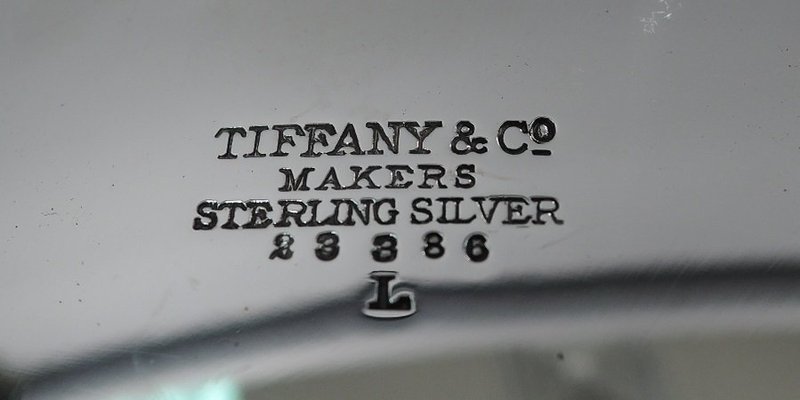 TIFFANY & Cº
MAKERS
STERLING SILVER
23386
L